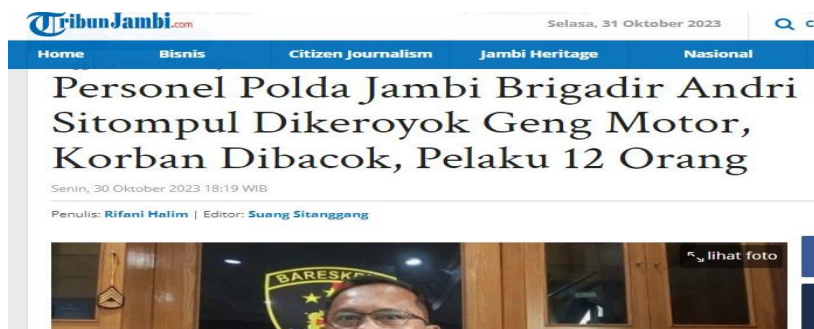 TribunJambi.com
Selasa, 31 Oktober 2023
Home Bisnis Citizen Journalism Jambi Heritage Nasional
Personel Polda Jambi Brigadir Andri
Sitompul Dikeroyok Geng Motor,
Korban Dibacok, Pelaku 12 Orang
Senin, 30 Oktober 2023 18:19 WIB
Penulis: Rifani Halim | Editor: Suang Sitanggang
lihat foto